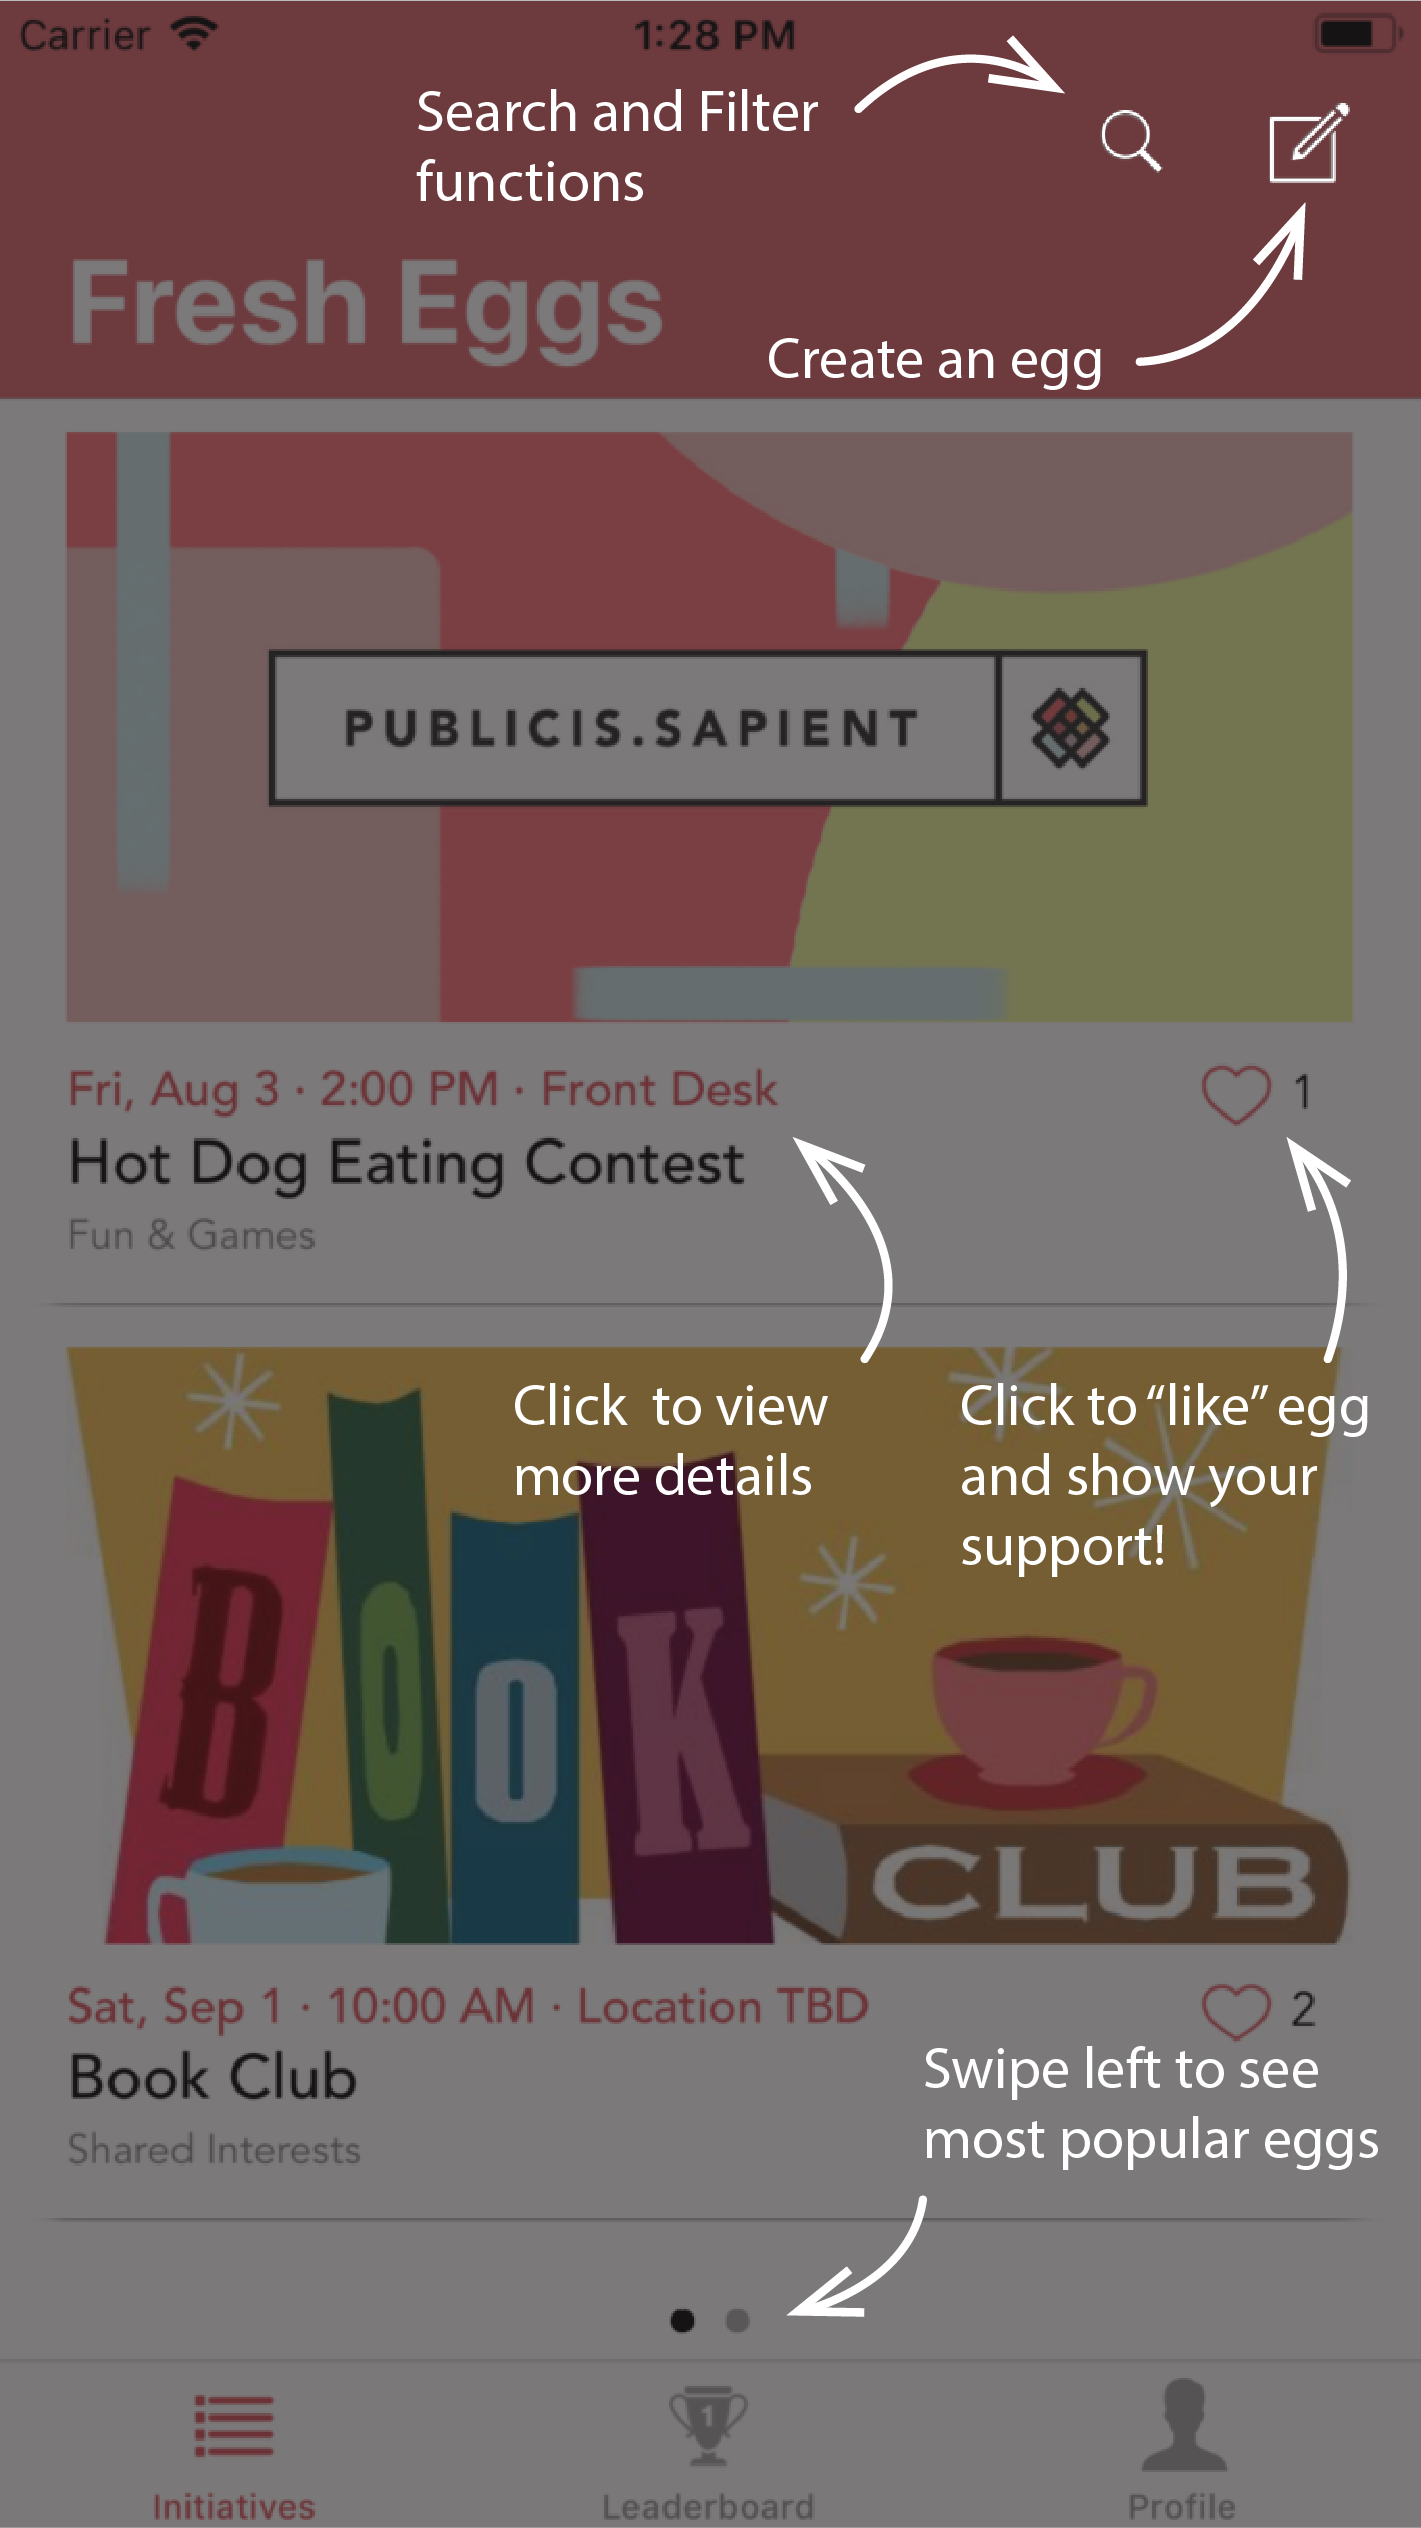 Carrier 1:28 PM
Search and Filter
functions
Fresh Eggs
Create an egg
PUBLICIS.SAPIENT
Fri, Aug 3 · 2:00 PM · Front Desk 1
Hot Dog Eating Contest
Fun & Games
Click to view
more details
Click to “like” egg
and show your
support!
BOOK
CLUB
Sat, Sep 1 · 10:00 AM · Location TBD 2
Book Club
Shared Interests
Swipe left to see
most popular eggs
1
Initiatives Leaderboard Profile